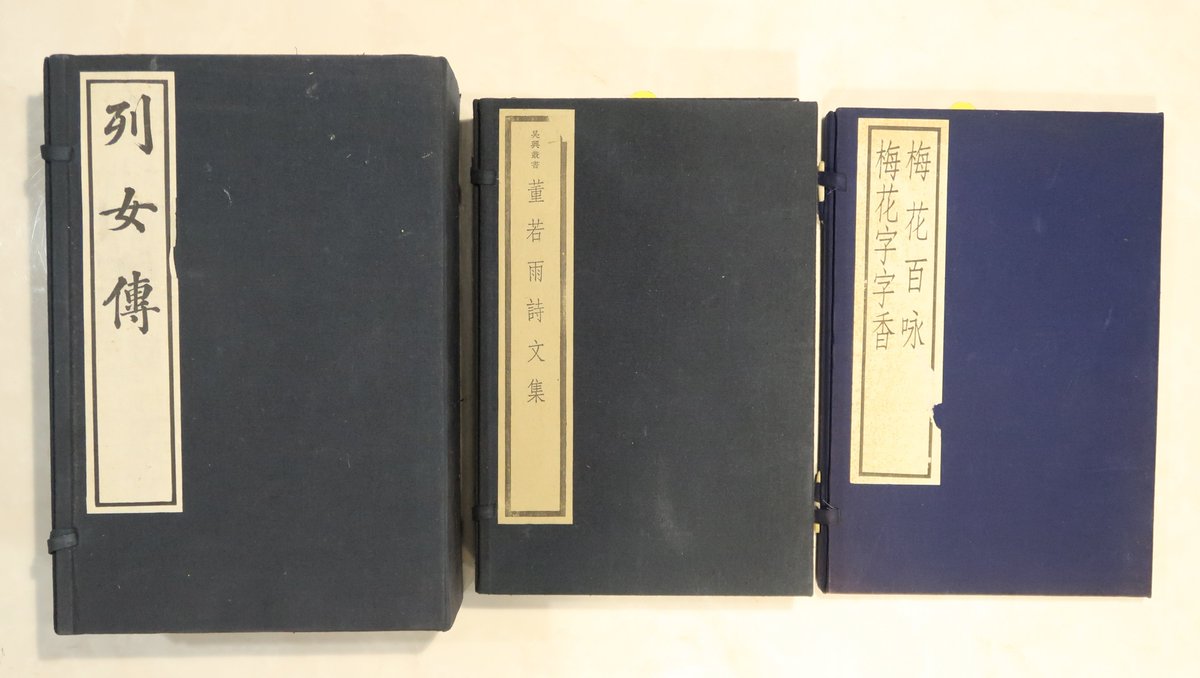 列女傳
吳興叢書
董若雨詩文集
梅花百咏
梅花字字香